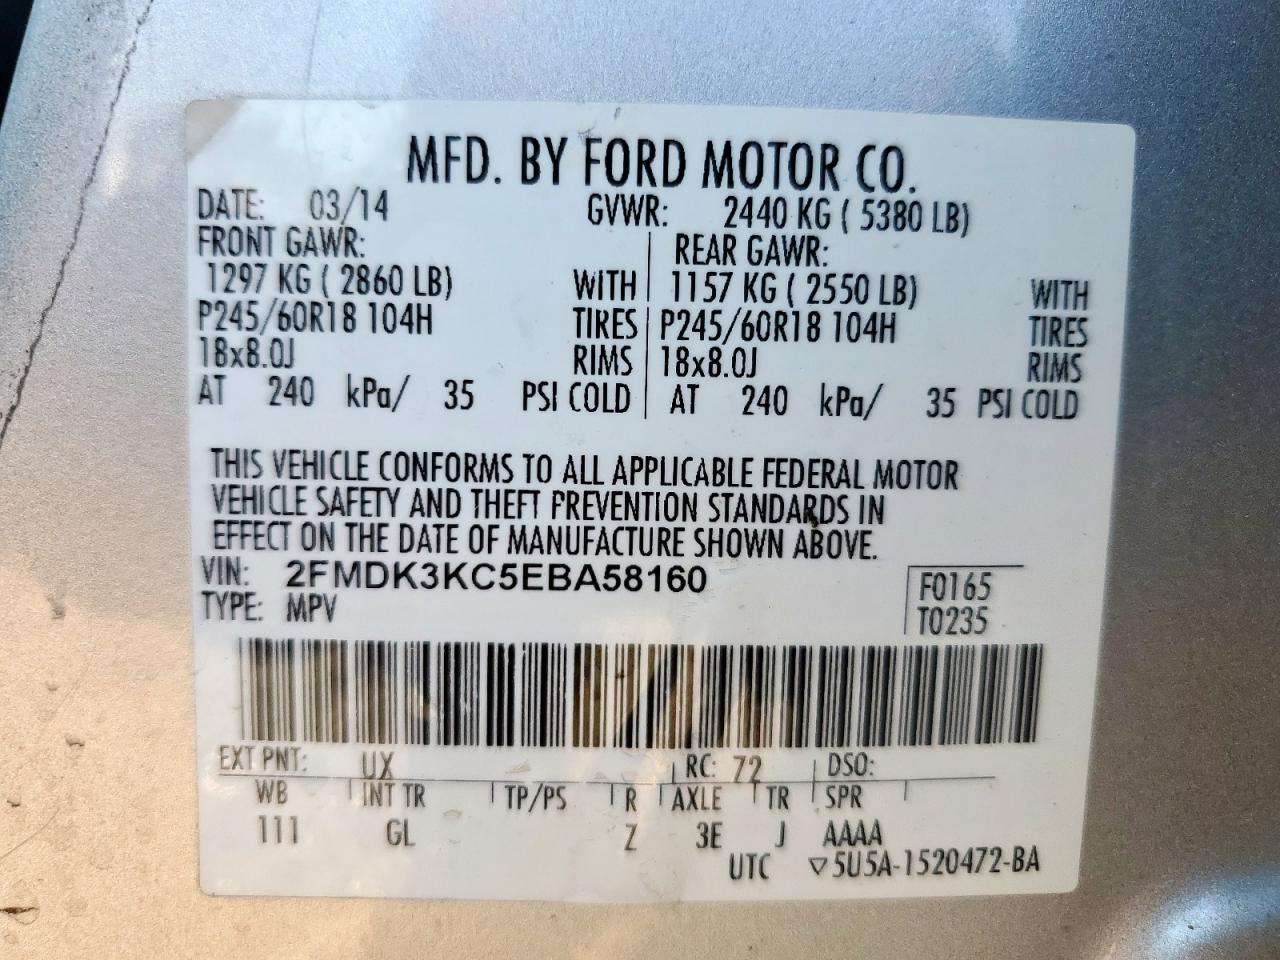 MFD. BY FORD MOTOR CO.
DATE: 03/14 GVWR: 2440 KG ( 5380 LB)
FRONT GAWR: REAR GAWR:
1297 KG ( 2860 LB) WITH 1157 KG ( 2550 LB) WITH
P245/60R18 104H TIRES P245/60R18 104H TIRES
18x8.0J RIMS 18x8.0J RIMS
AT 240 kPa/ 35 PSI COLD AT 240 kPa/ 35 PSI COLD
THIS VEHICLE CONFORMS TO ALL APPLICABLE FEDERAL MOTOR
VEHICLE SAFETY AND THEFT PREVENTION STANDARDS IN
EFFECT ON THE DATE OF MANUFACTURE SHOWN ABOVE.
VIN: 2FMDK3KC5EBA58160 F0165
TYPE: MPV T0235
EXT PNT: UX RC: 72 DSO:
WB INT TR TP/PS R AXLE TR SPR
111 GL Z 3E J AAAA
UTC ▽5U5A-1520472-BA